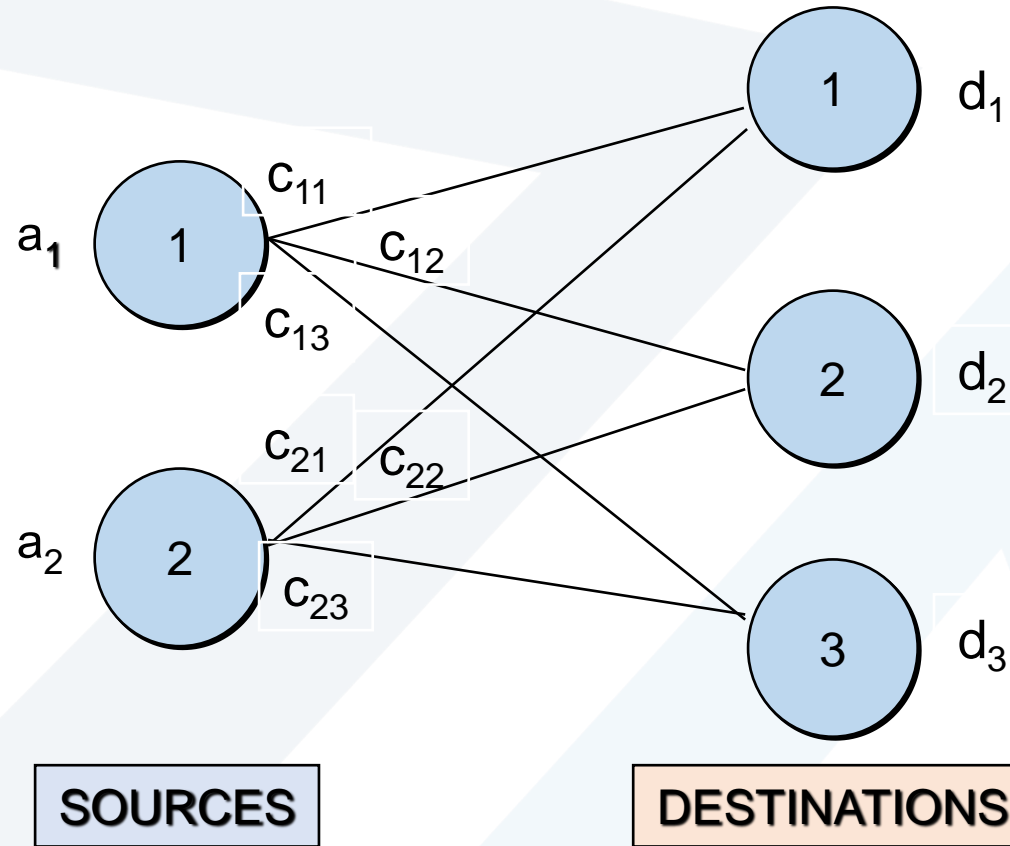 1
d₁
c₁₁
a₁
1
c₁₂
c₁₃
2
d₂
c₂₁
c₂₂
a₂
2
c₂₃
3
d₃
SOURCES
DESTINATIONS